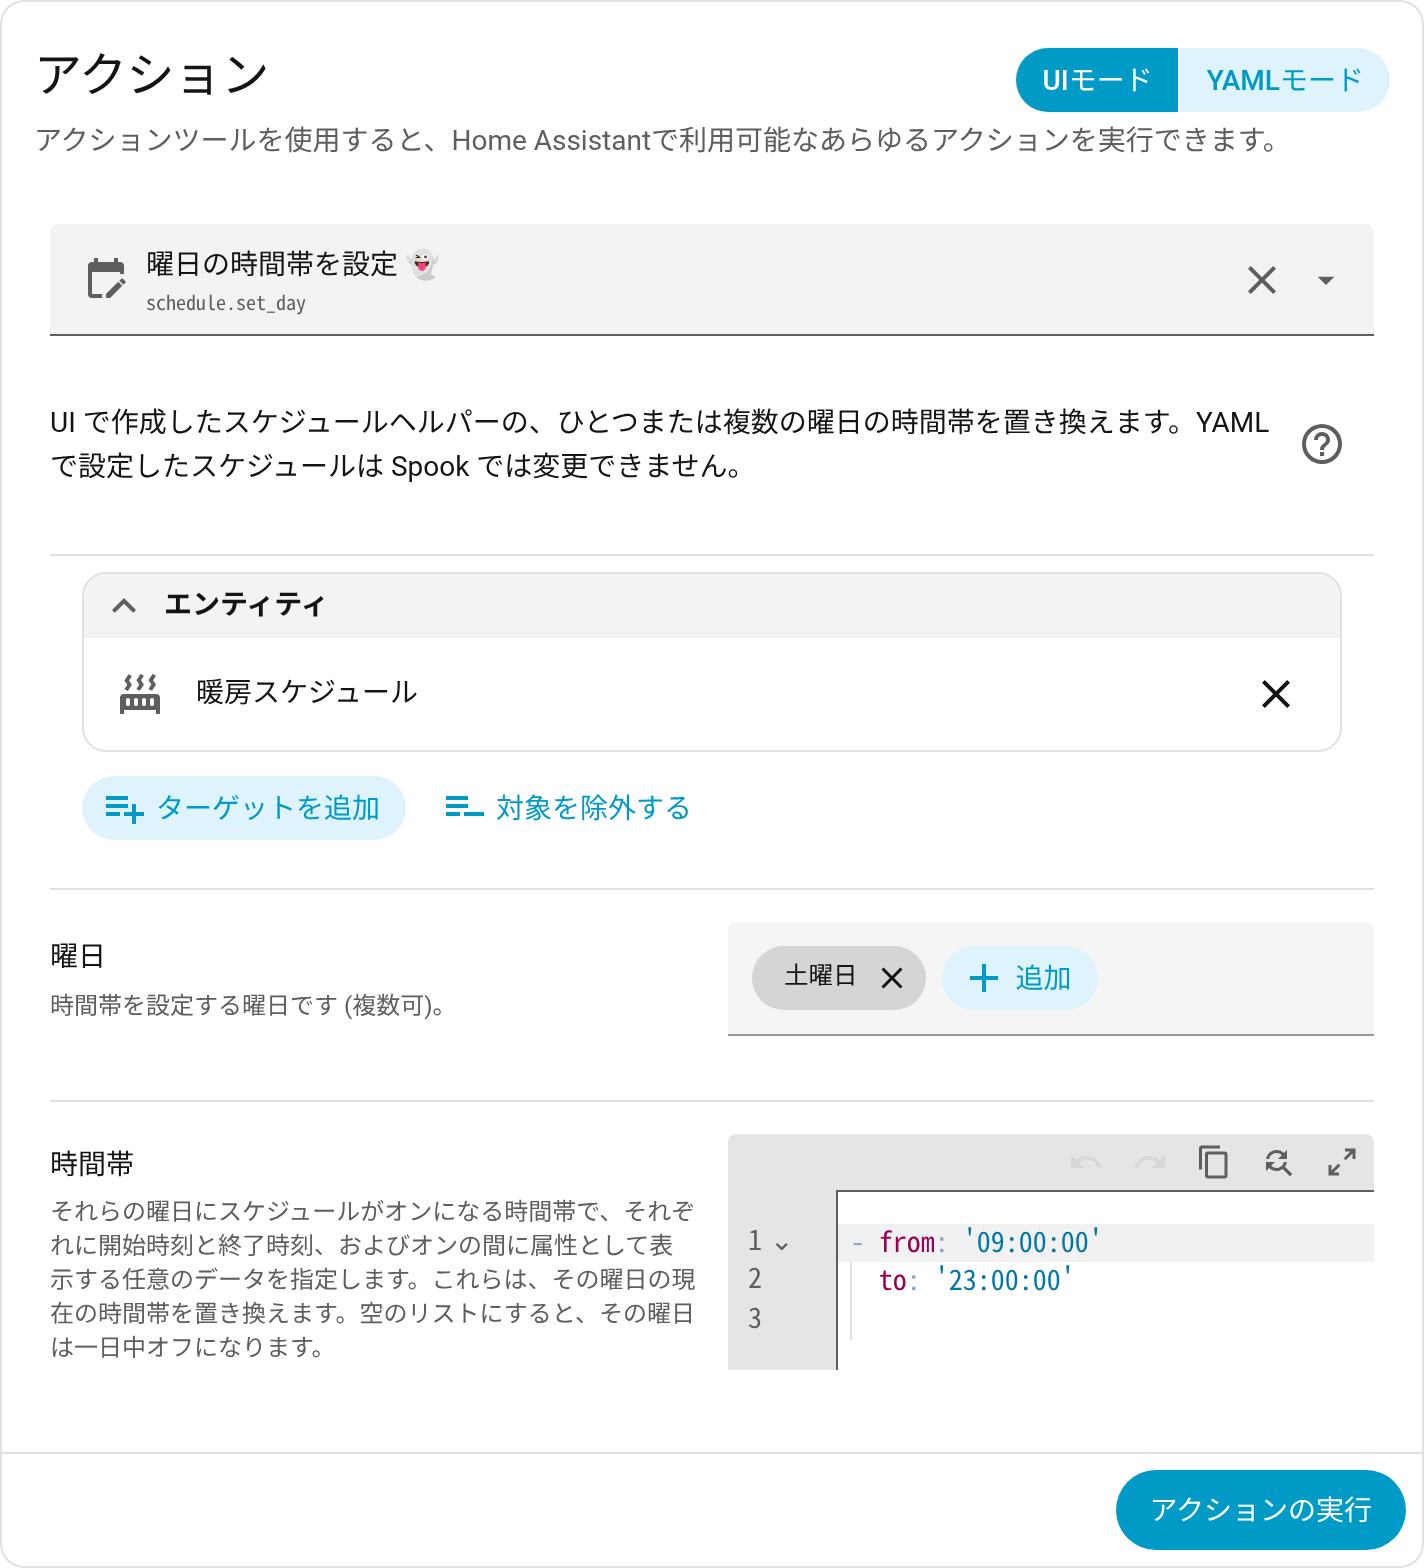 アクション
UIモード
YAMLモード
アクションツールを使用すると、Home Assistantで利用可能なあらゆるアクションを実行できます。
曜日の時間帯を設定 👻
schedule.set_day
UI で作成したスケジュールヘルパーの、ひとつまたは複数の曜日の時間帯を置き換えます。YAML
で設定したスケジュールは Spook では変更できません。
エンティティ
暖房スケジュール
ターゲットを追加
対象を除外する
曜日
時間帯を設定する曜日です (複数可)。
土曜日
追加
時間帯
それらの曜日にスケジュールがオンになる時間帯で、それぞ
れに開始時刻と終了時刻、およびオンの間に属性として表
示する任意のデータを指定します。これらは、その曜日の現
在の時間帯を置き換えます。空のリストにすると、その曜日
は一日中オフになります。
1 - from: '09:00:00'
2 to: '23:00:00'
3
アクションの実行